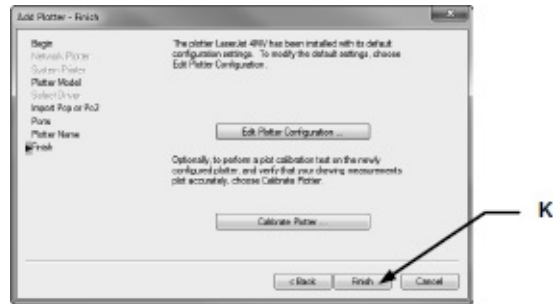 Add Plotter - Finish
Begin
Network Plotter
System Printer
Plotter Model
Select Driver
Import Pcp or Pc2
Ports
Plotter Name
Finish
The plotter LaserJet 4MV has been installed with its default
configuration settings. To modify the default settings, choose
Edit Plotter Configuration.
Edit Plotter Configuration ...
Optionally, to perform a plot calibration test on the newly
configured plotter, and verify that your drawing measurements
plot accurately, choose Calibrate Plotter.
Calibrate Plotter ...
K
< Back
Finish
Cancel